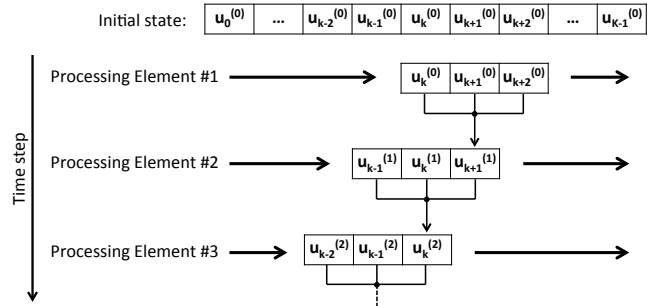 Initial state: u₀⁽⁰⁾ ... uₖ₋₂⁽⁰⁾ uₖ₋₁⁽⁰⁾ uₖ⁽⁰⁾ uₖ₊₁⁽⁰⁾ uₖ₊₂⁽⁰⁾ ... u_{K-1}⁽⁰⁾
Processing Element #1 uₖ⁽⁰⁾ uₖ₊₁⁽⁰⁾ uₖ₊₂⁽⁰⁾
Time step
Processing Element #2 uₖ₋₁⁽¹⁾ uₖ⁽¹⁾ uₖ₊₁⁽¹⁾
Processing Element #3 uₖ₋₂⁽²⁾ uₖ₋₁⁽²⁾ uₖ⁽²⁾